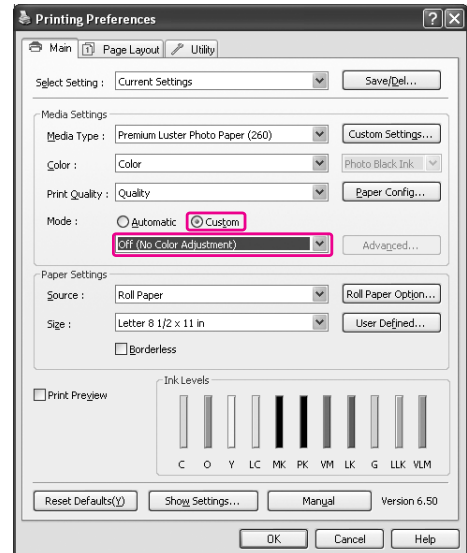 Printing Preferences
Main Page Layout Utility
Select Setting : Current Settings Save/Del...
Media Settings
Media Type : Premium Luster Photo Paper (260) Custom Settings...
Color : Color Photo Black Ink
Print Quality : Quality Paper Config...
Mode : Automatic Custom
Off (No Color Adjustment) Advanced...
Paper Settings
Source : Roll Paper Roll Paper Option...
Size : Letter 8 1/2 x 11 in User Defined...
Borderless
Print Preview
Ink Levels
C O Y LC MK PK VM LK G LLK VLM
Reset Defaults(Y) Show Settings... Manual Version 6.50
OK Cancel Help